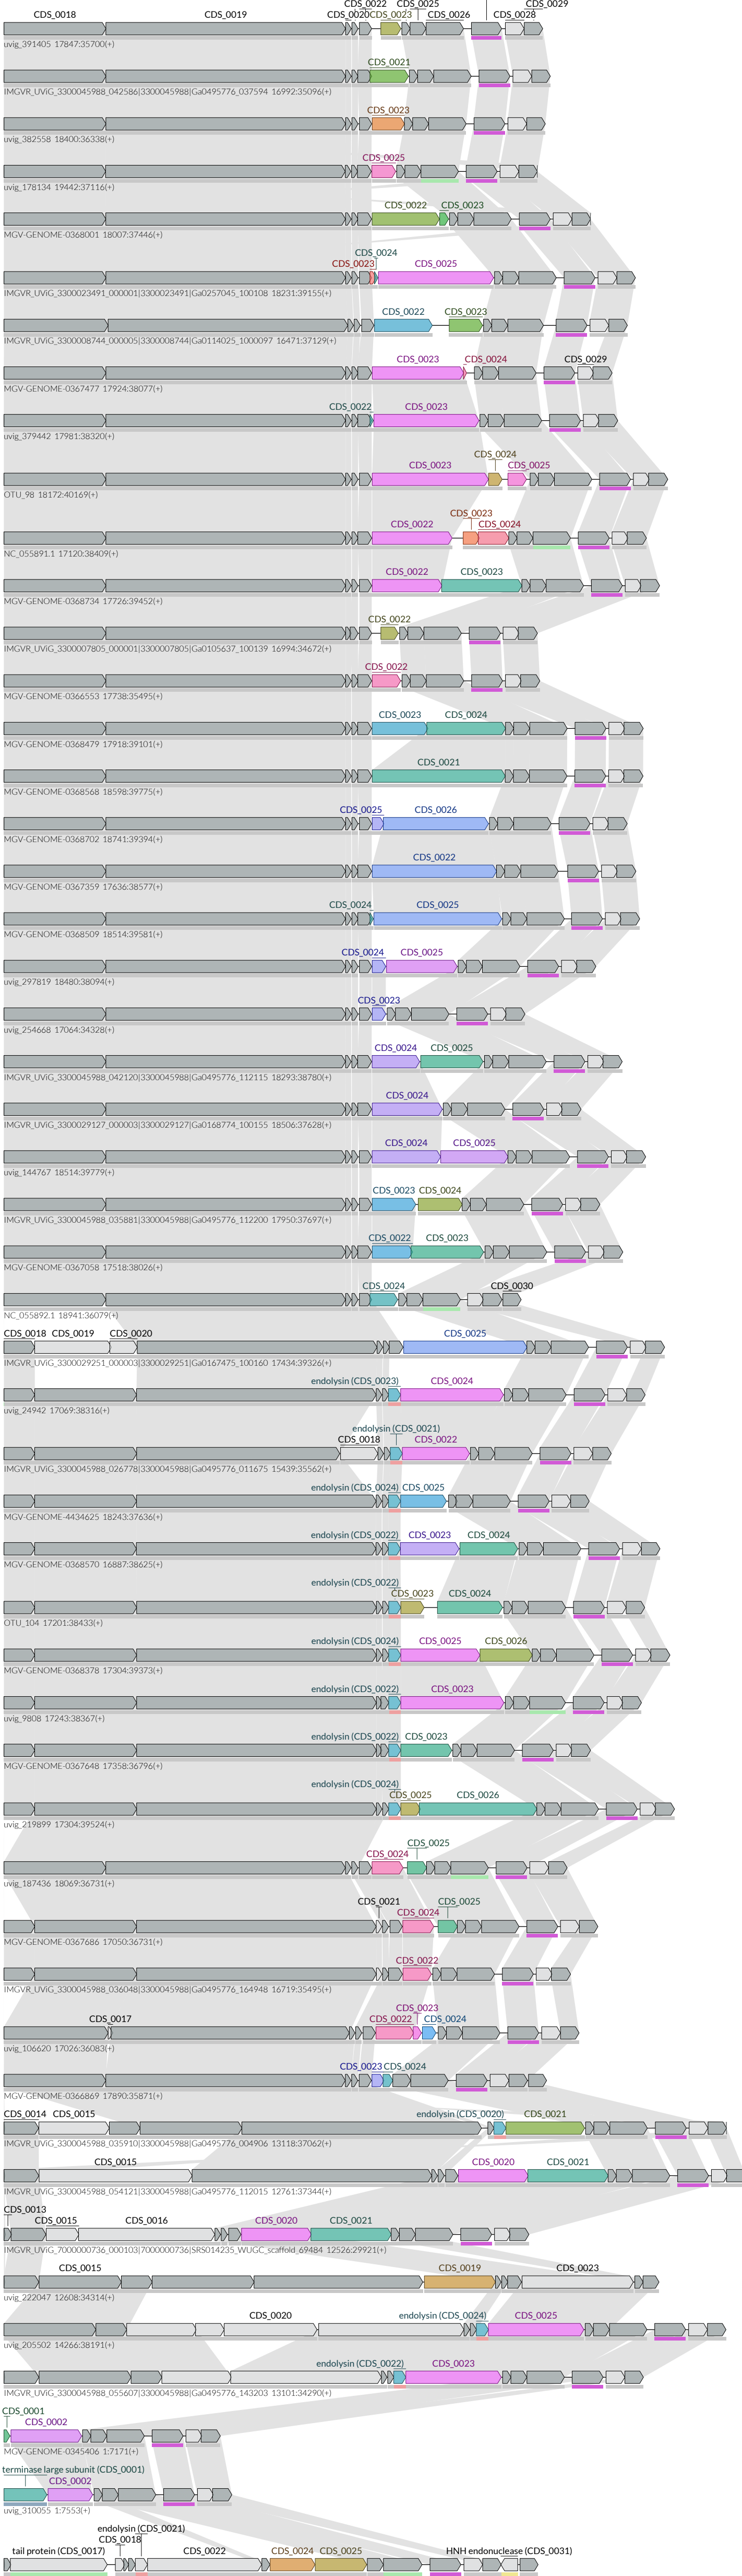 CDS_0022 CDS_0025 CDS_0029
CDS_0018 CDS_0019 CDS_0020 CDS_0023 CDS_0026 CDS_0028
uvig_391405 17847:35700(+)
CDS_0021
IMGVR_UViG_3300045988_042586|3300045988|Ga0495776_037594 16992:35096(+)
CDS_0023
uvig_382558 18400:36338(+)
CDS_0025
uvig_178134 19442:37116(+)
CDS_0022 CDS_0023
MGV-GENOME-0368001 18007:37446(+)
CDS_0024
CDS_0023 CDS_0025
IMGVR_UViG_3300023491_000001|3300023491|Ga0257045_100108 18231:39155(+)
CDS_0022 CDS_0023
IMGVR_UViG_3300008744_000005|3300008744|Ga0114025_1000097 16471:37129(+)
CDS_0023 CDS_0024 CDS_0029
MGV-GENOME-0367477 17924:38077(+)
CDS_0022 CDS_0023
uvig_379442 17981:38320(+)
CDS_0024
CDS_0023 CDS_0025
OTU_98 18172:40169(+)
CDS_0023
CDS_0022 CDS_0024
NC_055891.1 17120:38409(+)
CDS_0022 CDS_0023
MGV-GENOME-0368734 17726:39452(+)
CDS_0022
IMGVR_UViG_3300007805_000001|3300007805|Ga0105637_100139 16994:34672(+)
CDS_0022
MGV-GENOME-0366553 17738:35495(+)
CDS_0023 CDS_0024
MGV-GENOME-0368479 17918:39101(+)
CDS_0021
MGV-GENOME-0368568 18598:39775(+)
CDS_0025 CDS_0026
MGV-GENOME-0368702 18741:39394(+)
CDS_0022
MGV-GENOME-0367359 17636:38577(+)
CDS_0024 CDS_0025
MGV-GENOME-0368509 18514:39581(+)
CDS_0024 CDS_0025
uvig_297819 18480:38094(+)
CDS_0023
uvig_254668 17064:34328(+)
CDS_0024 CDS_0025
IMGVR_UViG_3300045988_042120|3300045988|Ga0495776_112115 18293:38780(+)
CDS_0024
IMGVR_UViG_3300029127_000003|3300029127|Ga0168774_100155 18506:37628(+)
CDS_0024 CDS_0025
uvig_144767 18514:39779(+)
CDS_0023 CDS_0024
IMGVR_UViG_3300045988_035881|3300045988|Ga0495776_112200 17950:37697(+)
CDS_0022 CDS_0023
MGV-GENOME-0367058 17518:38026(+)
CDS_0024 CDS_0030
NC_055892.1 18941:36079(+)
CDS_0018 CDS_0019 CDS_0020 CDS_0025
IMGVR_UViG_3300029251_000003|3300029251|Ga0167475_100160 17434:39326(+)
endolysin (CDS_0023) CDS_0024
uvig_24942 17069:38316(+)
endolysin (CDS_0021)
CDS_0018 CDS_0022
IMGVR_UViG_3300045988_026778|3300045988|Ga0495776_011675 15439:35562(+)
endolysin (CDS_0024) CDS_0025
MGV-GENOME-4434625 18243:37636(+)
endolysin (CDS_0022) CDS_0023 CDS_0024
MGV-GENOME-0368570 16887:38625(+)
endolysin (CDS_0022)
CDS_0023 CDS_0024
OTU_104 17201:38433(+)
endolysin (CDS_0024) CDS_0025 CDS_0026
MGV-GENOME-0368378 17304:39373(+)
endolysin (CDS_0022) CDS_0023
uvig_9808 17243:38367(+)
endolysin (CDS_0022) CDS_0023
MGV-GENOME-0367648 17358:36796(+)
endolysin (CDS_0024)
CDS_0025 CDS_0026
uvig_219899 17304:39524(+)
CDS_0025
CDS_0024
uvig_187436 18069:36731(+)
CDS_0021 CDS_0025
CDS_0024
MGV-GENOME-0367686 17050:36731(+)
CDS_0022
IMGVR_UViG_3300045988_036048|3300045988|Ga0495776_164948 16719:35495(+)
CDS_0023
CDS_0017 CDS_0022 CDS_0024
uvig_106620 17026:36083(+)
CDS_0023 CDS_0024
MGV-GENOME-0366869 17890:35871(+)
CDS_0014 CDS_0015 endolysin (CDS_0020) CDS_0021
IMGVR_UViG_3300045988_035910|3300045988|Ga0495776_004906 13118:37062(+)
CDS_0015 CDS_0020 CDS_0021
IMGVR_UViG_3300045988_054121|3300045988|Ga0495776_112015 12761:37344(+)
CDS_0013
CDS_0015 CDS_0016 CDS_0020 CDS_0021
IMGVR_UViG_7000000736_000103|7000000736|SRS014235_WUGC_scaffold_69484 12526:29921(+)
CDS_0015 CDS_0019 CDS_0023
uvig_222047 12608:34314(+)
CDS_0020 endolysin (CDS_0024) CDS_0025
uvig_205502 14266:38191(+)
endolysin (CDS_0022) CDS_0023
IMGVR_UViG_3300045988_055607|3300045988|Ga0495776_143203 13101:34290(+)
CDS_0001
CDS_0002
MGV-GENOME-0345406 1:7171(+)
terminase large subunit (CDS_0001)
CDS_0002
uvig_310055 1:7553(+)
endolysin (CDS_0021)
CDS_0018
tail protein (CDS_0017) CDS_0022 CDS_0024 CDS_0025 HNH endonuclease (CDS_0031)